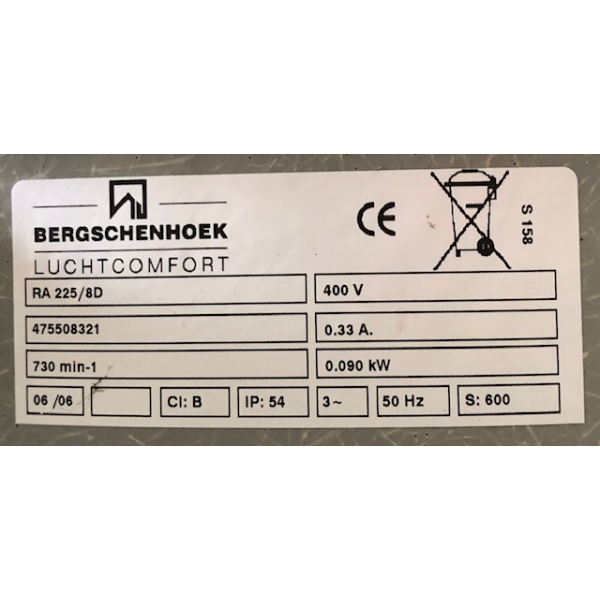 BERGSCHENHOEK
LUCHTCOMFORT
CE
S 158
RA 225/8D
400 V
475508321
0.33 A.
730 min-1
0.090 kW
06 /06
CI: B
IP: 54
3~
50 Hz
S: 600